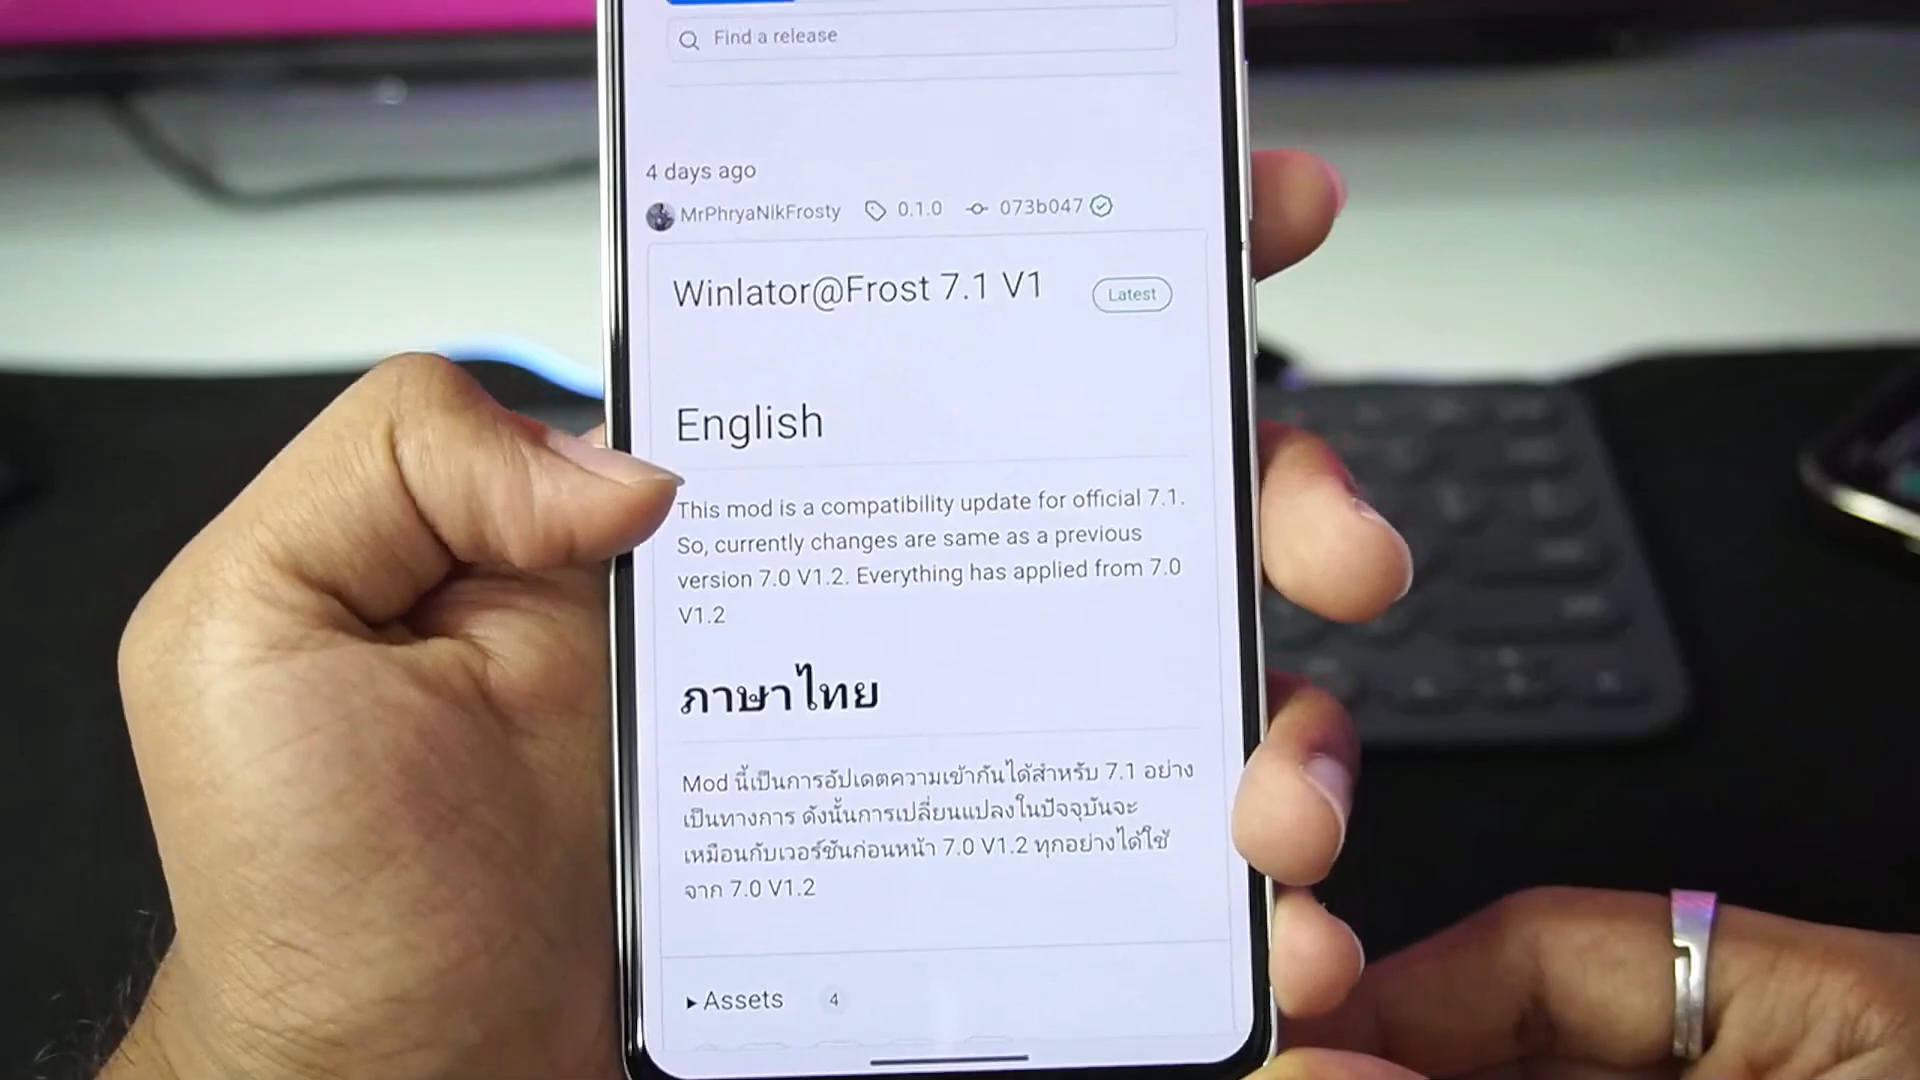 Find a release
4 days ago
MrPhryaNikFrosty 0.1.0 073b047
Winlator@Frost 7.1 V1 Latest
English
This mod is a compatibility update for official 7.1.
So, currently changes are same as a previous
version 7.0 V1.2. Everything has applied from 7.0
V1.2
ภาษาไทย
Mod นี้เป็นการอัปเดตความเข้ากันได้สำหรับ 7.1 อย่าง
เป็นทางการ ดังนั้นการเปลี่ยนแปลงในปัจจุบันจะ
เหมือนกับเวอร์ชันก่อนหน้า 7.0 V1.2 ทุกอย่างได้ใช้
จาก 7.0 V1.2
Assets 4